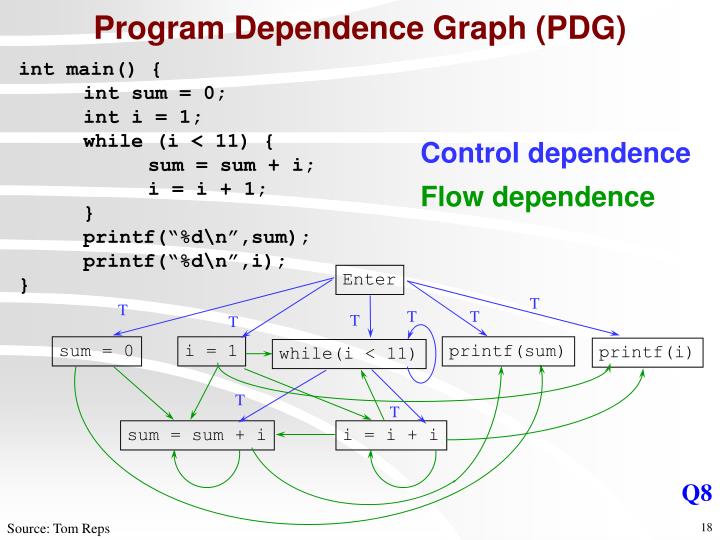 Program Dependence Graph (PDG)
int main() {
int sum = 0;
int i = 1;
while (i < 11) {
sum = sum + i;
i = i + 1;
}
printf(“%d\n”,sum);
printf(“%d\n”,i);
}
Control dependence
Flow dependence
Enter
T
T
T
T
T
T
sum = 0
i = 1
while(i < 11)
printf(sum)
printf(i)
T
T
sum = sum + i
i = i + i
Q8
Source: Tom Reps
18